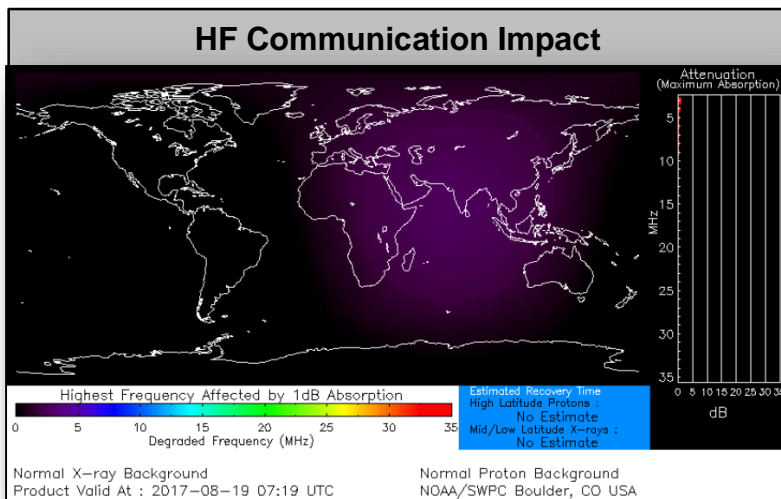 HF Communication Impact
Attenuation
(Maximum Absorption)
5
10
15
20
25
30
35
MHz
0 5 10 15 20 25 30 35
dB
Highest Frequency Affected by 1dB Absorption
0 5 10 15 20 25 30 35
Degraded Frequency (MHz)
Estimated Recovery Time
High Latitude Protons :
No Estimate
Mid/Low Latitude X-rays :
No Estimate
Normal X-ray Background
Normal Proton Background
Product Valid At : 2017-08-19 07:19 UTC
NOAA/SWPC Boulder, CO USA